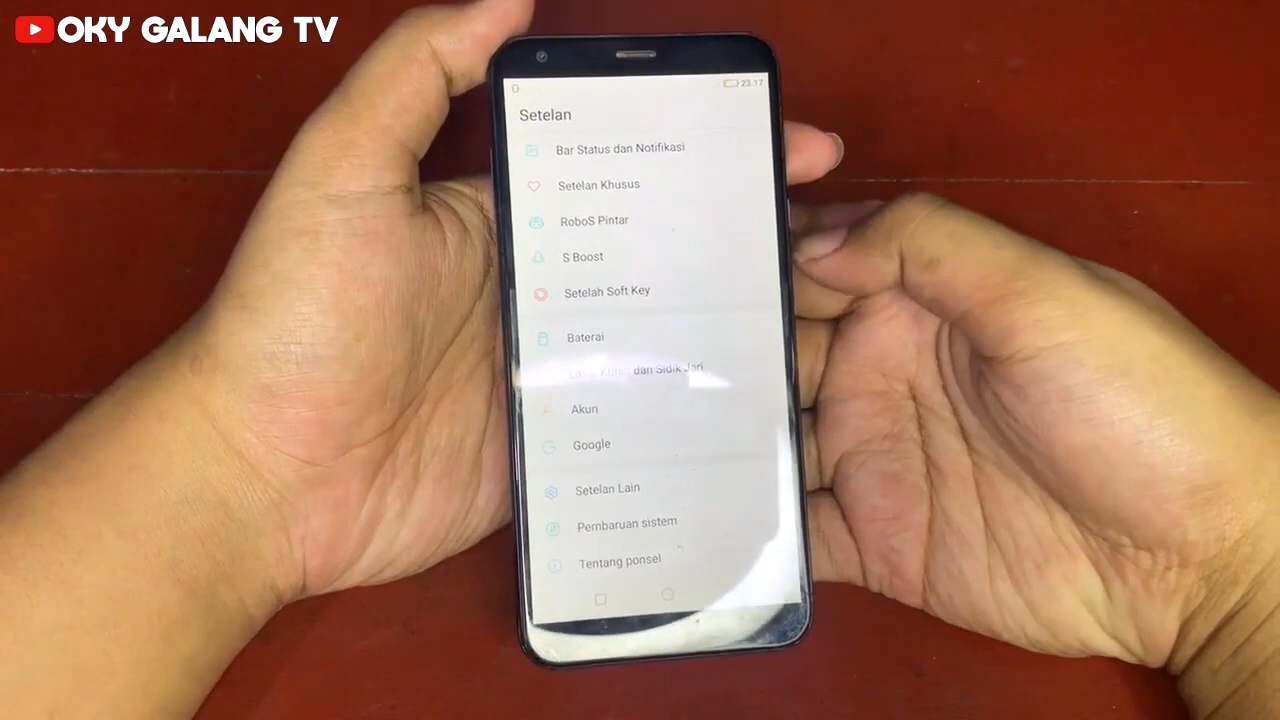 OKY GALANG TV
23.17
Setelan
Bar Status dan Notifikasi
Setelan Khusus
RoboS Pintar
S Boost
Setelah Soft Key
Baterai
dan Sidik Jari
Akun
Google
Setelan Lain
Pembaruan sistem
Tentang ponsel